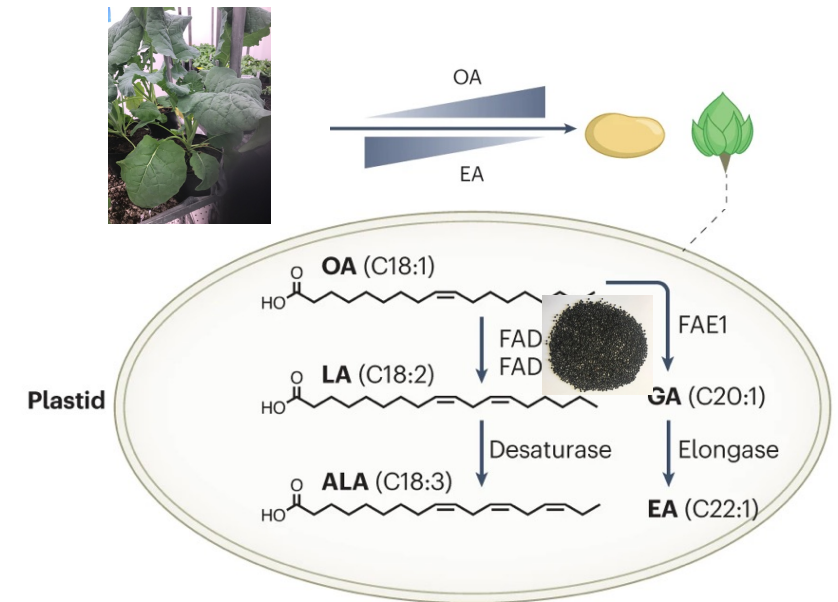 OA
EA
OA (C18:1)
O
HO
FAD
FAD
FAE1
LA (C18:2)
O
HO
GA (C20:1)
Plastid
Desaturase
Elongase
ALA (C18:3)
O
HO
EA (C22:1)